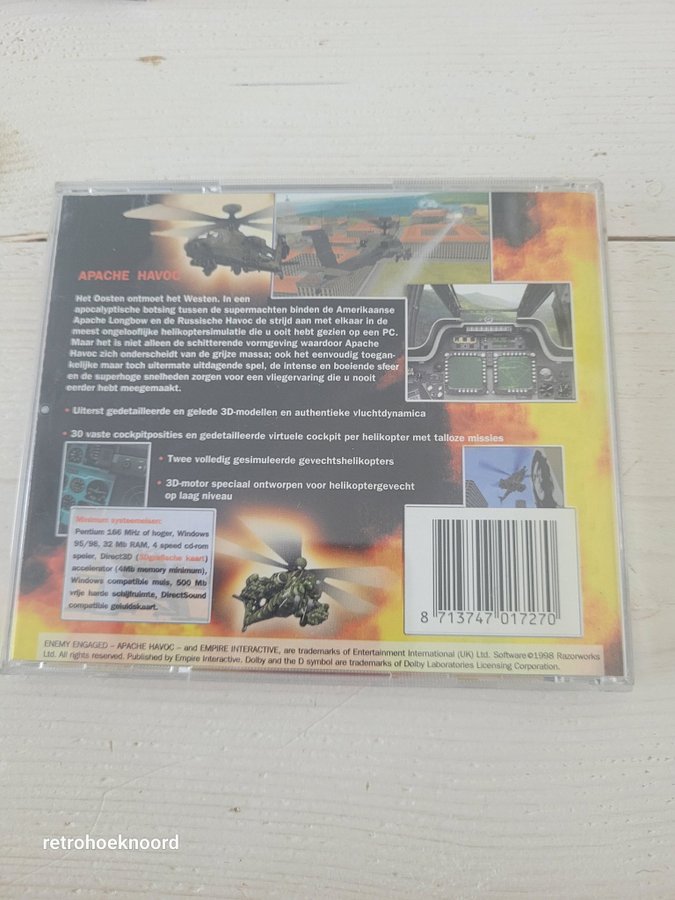 APACHE HAVOC
Het Oosten ontmoet het Westen. In een
apocalyptische botsing tussen de supermachten binden de Amerikaanse
Apache Longbow en de Russische Havoc de strijd aan met elkaar in de
meest ongelooflijke helikoptersimulatie die u ooit hebt gezien op een PC.
Maar het is niet alleen de schitterende vormgeving waardoor Apache
Havoc zich onderscheidt van de grijze massa; ook het eenvoudig toegan-
kelijke maar toch ultermate uitdagende spel, de intense en boeiende sfeer
en de superhoge snelheden zorgen voor een vliegervaring die u nooit
eerder hebt meegemaakt.
• Uiterst gedetailleerde en gelede 3D-modellen en authentieke vluchtdynamica
• 30 vaste cockpitposities en gedetailleerde virtuele cockpit per helikopter met talloze missies
• Twee volledig gesimuleerde gevechtshelikopters
• 3D-motor speciaal ontworpen voor helikoptergevecht
op laag niveau
Minimum systeemeisen:
Pentium 166 MHz of hoger, Windows
95/98, 32 Mb RAM, 4 speed cd-rom
speler, Direct3D (3Dgrafische kaart)
accelerator (4Mb memory minimum),
Windows compatible muis, 500 Mb
vrije harde schijfruimte, DirectSound
compatible geluidskaart.
8 713747 017270
ENEMY ENGAGED – APACHE HAVOC – and EMPIRE INTERACTIVE, are trademarks of Entertainment International (UK) Ltd. Software ©1998 Razorworks
Ltd. All rights reserved. Published by Empire Interactive. Dolby and the D symbol are trademarks of Dolby Laboratories Licensing Corporation.
retrohoeknoord